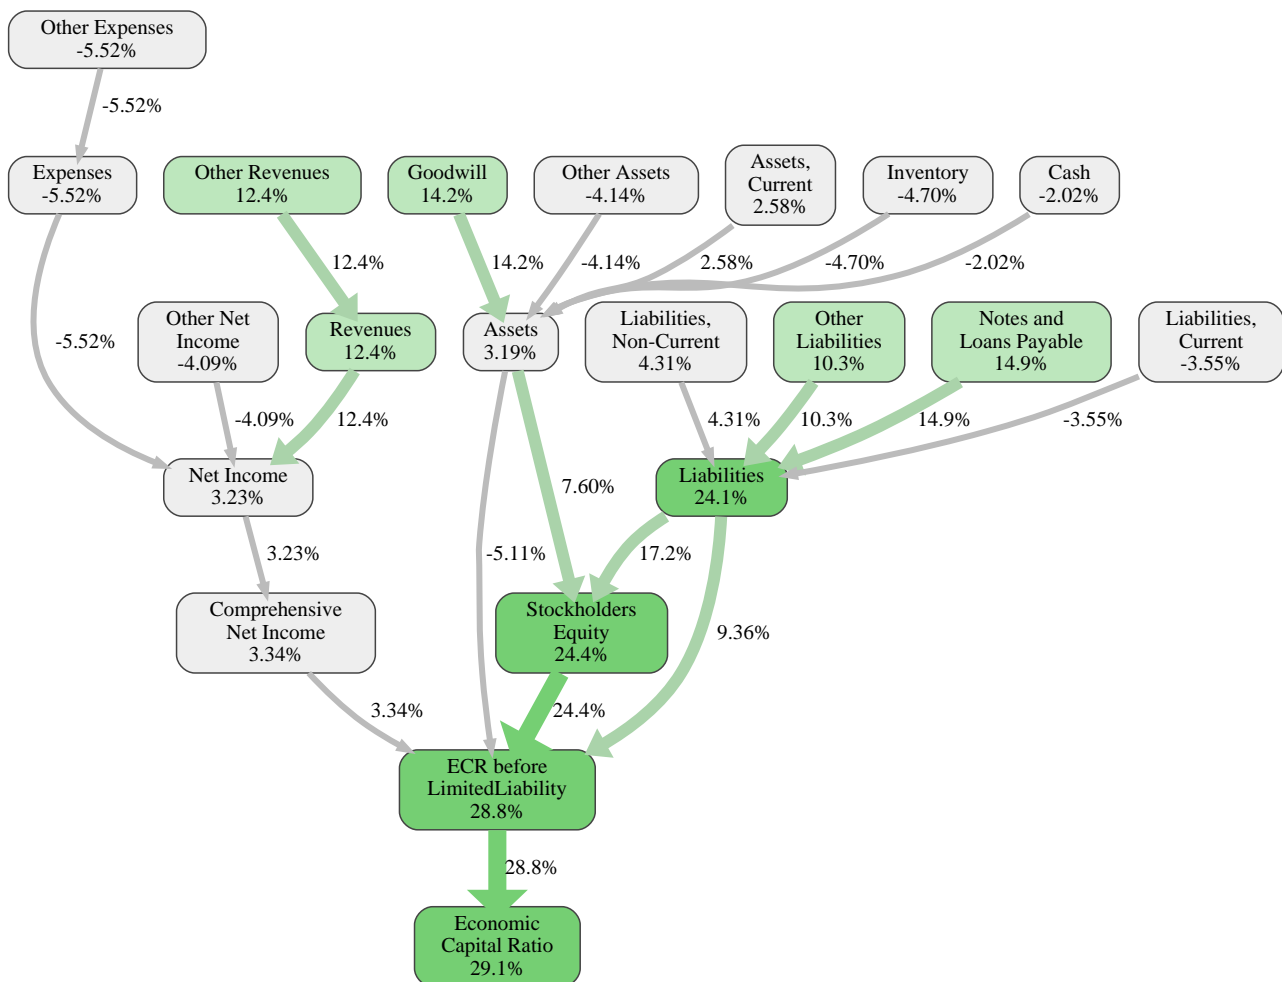 Other Expenses
-5.52%
-5.52%
Expenses
-5.52%
Other Revenues
12.4%
Goodwill
14.2%
Other Assets
-4.14%
Assets,
Current
2.58%
Inventory
-4.70%
Cash
-2.02%
12.4%
14.2%
-4.14%
2.58%
-4.70%
-2.02%
-5.52%
Other Net
Income
-4.09%
Revenues
12.4%
Assets
3.19%
Liabilities,
Non-Current
4.31%
Other
Liabilities
10.3%
Notes and
Loans Payable
14.9%
Liabilities,
Current
-3.55%
-4.09%
12.4%
4.31%
10.3%
14.9%
-3.55%
Net Income
3.23%
7.60%
Liabilities
24.1%
3.23%
-5.11%
17.2%
Comprehensive
Net Income
3.34%
Stockholders
Equity
24.4%
9.36%
3.34%
24.4%
ECR before
LimitedLiability
28.8%
28.8%
Economic
Capital Ratio
29.1%